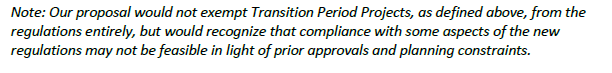 Note: Our proposal would not exempt Transition Period Projects, as defined above, from the
regulations entirely, but would recognize that compliance with some aspects of the new
regulations may not be feasible in light of prior approvals and planning constraints.